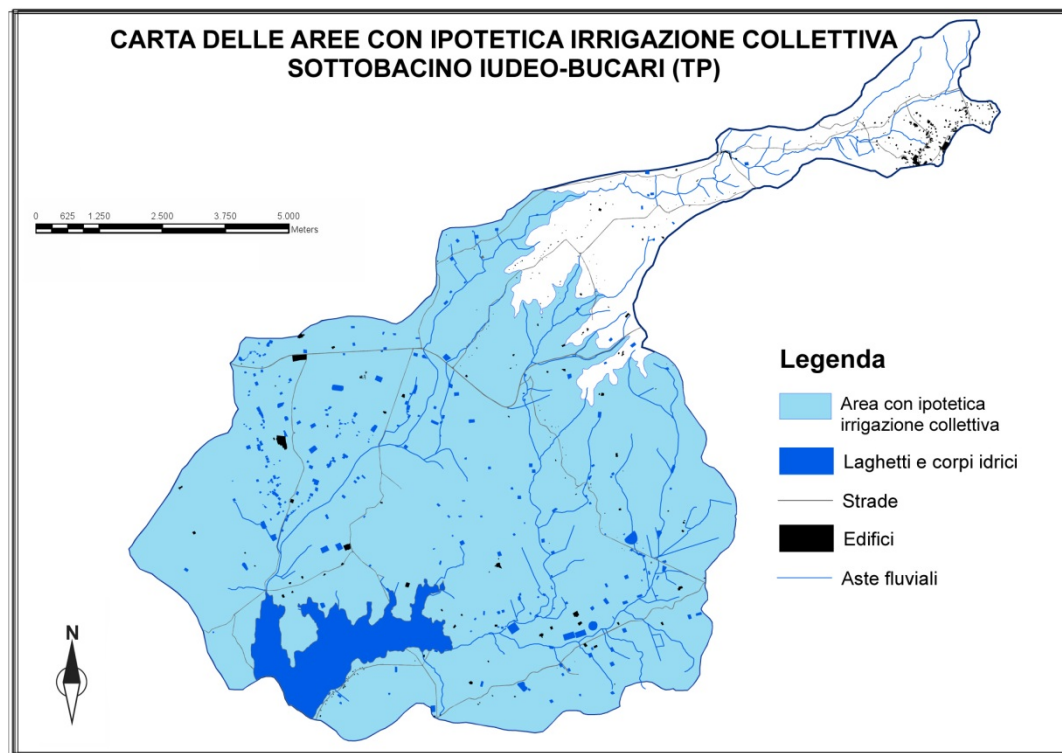 CARTA DELLE AREE CON IPOTETICA IRRIGAZIONE COLLETTIVA
SOTTOBACINO IUDEO-BUCARI (TP)
0 625 1.250 2.500 3.750 5.000
Meters
Legenda
Area con ipotetica
irrigazione collettiva
Laghetti e corpi idrici
Strade
Edifici
Aste fluviali
N